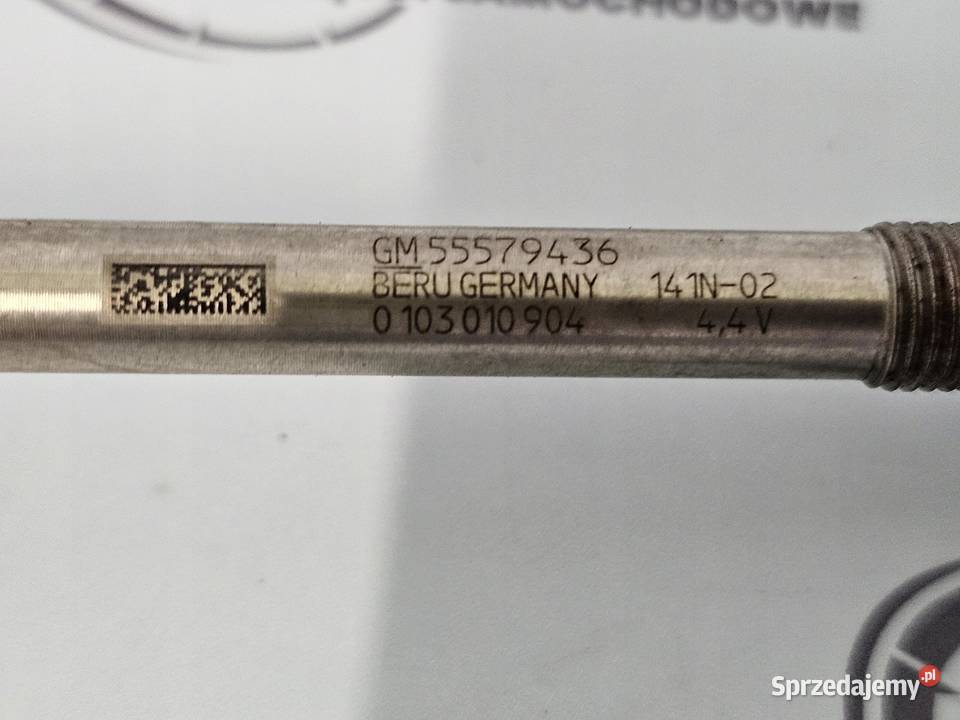 GM 55579436
BERU GERMANY 141N-02
0 103 010 904 4,4 V
Sprzedajemy.pl